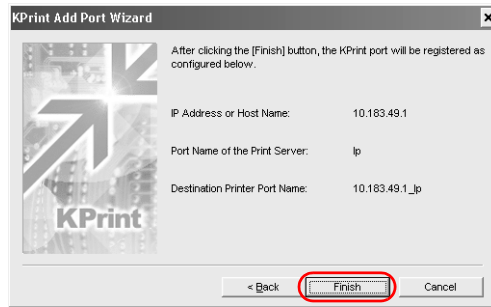 KPrint Add Port Wizard
After clicking the [Finish] button, the KPrint port will be registered as
configured below.
IP Address or Host Name: 10.183.49.1
Port Name of the Print Server: lp
Destination Printer Port Name: 10.183.49.1_lp
KPrint
< Back Finish Cancel